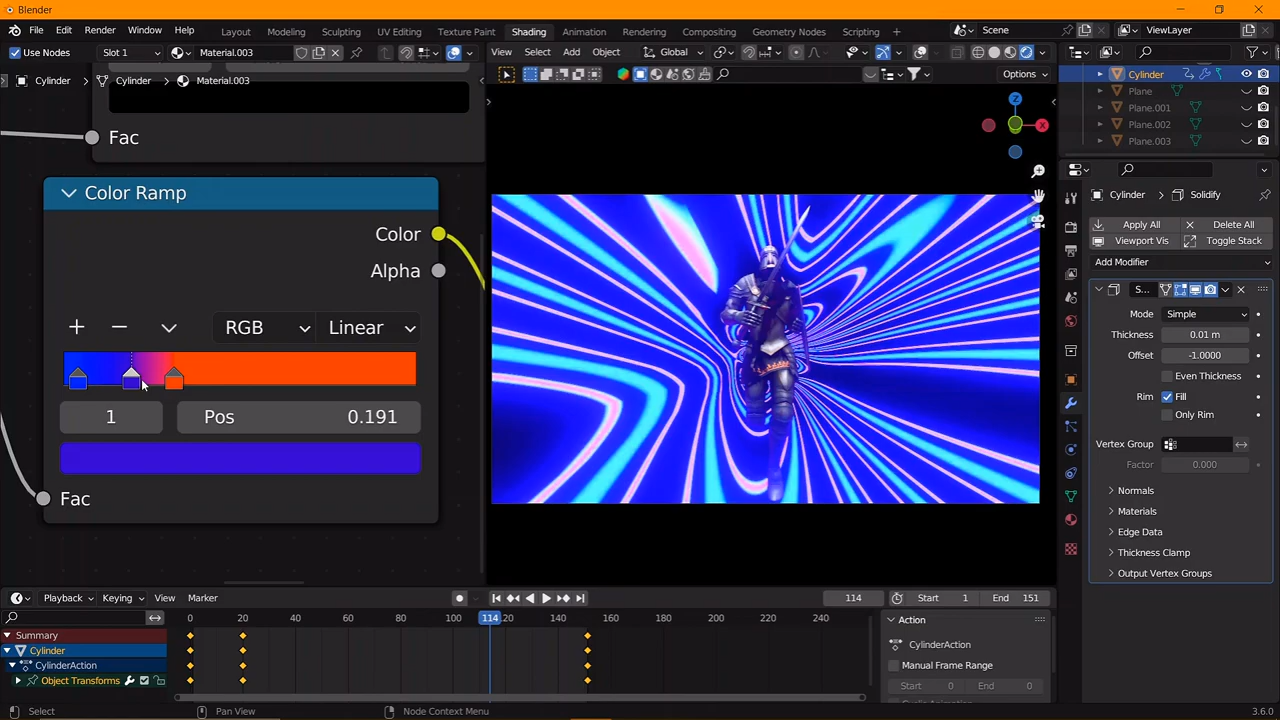 Blender
File Edit Render Window Help Layout Modeling Sculpting UV Editing Texture Paint Shading Animation Rendering Compositing Geometry Nodes Scripting Scene ViewLayer
Use Nodes Slot 1 Material.003 View Select Add Object Global
Cylinder Cylinder Material.003 Options
Cylinder
Plane
Plane.001
Plane.002
Plane.003
Z
X
Fac
Color Ramp
Color
Alpha
RGB Linear
1 Pos 0.191
Fac
Cylinder Solidify
Apply All Delete All
Viewport Vis Toggle Stack
Add Modifier
S...
Mode Simple
Thickness 0.01 m
Offset -1.0000
Even Thickness
Rim Fill
Only Rim
Vertex Group
Factor 0.000
Normals
Materials
Edge Data
Thickness Clamp
Output Vertex Groups
Playback Keying View Marker 114 Start 1 End 151
0 20 40 60 80 100 114 120 140 160 180 200 220 240
Summary
Cylinder
CylinderAction
Object Transforms
Action
CylinderAction
Manual Frame Range
Start 0 End 0
Select Pan View Node Context Menu 3.6.0